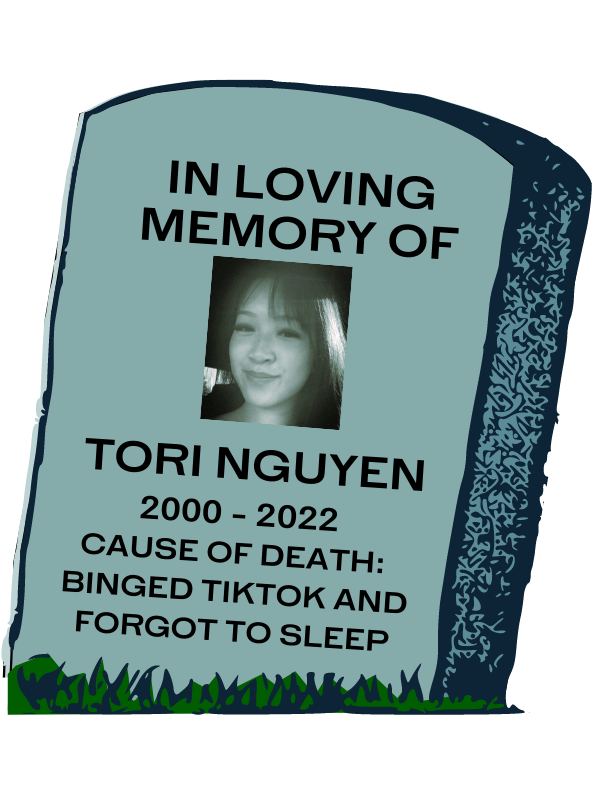 IN LOVING
MEMORY OF
TORI NGUYEN
2000 - 2022
CAUSE OF DEATH:
BINGED TIKTOK AND
FORGOT TO SLEEP